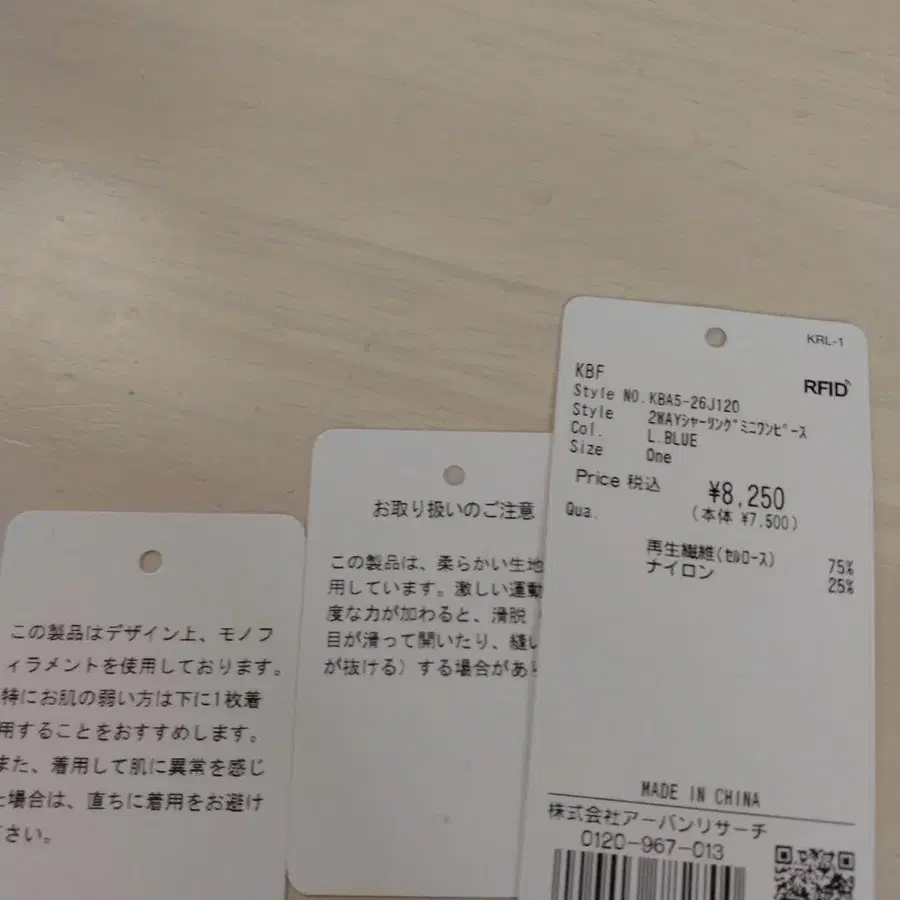 この製品はデザイン上、モノフ
ィラメントを使用しております。
特にお肌の弱い方は下に1枚着
用することをおすすめします。
また、着用して肌に異常を感じ
場合は、直ちに着用をお避け
さい。
お取り扱いのご注意
この製品は、柔らかい生地
用しています。激しい運動
度な力が加わると、滑脱
目が滑って開いたり、縫い
が抜ける）する場合があり
KRL-1
RFID
KBF
Style NO. KBA5-26J120
Style 2WAYシャーリングミニワンピース
Col. L.BLUE
Size One
Price 税込 ¥8,250
(本体 ¥7,500)
Qua.
再生繊維(セルロース) 75%
ナイロン 25%
MADE IN CHINA
株式会社アーバンリサーチ
0120-967-013